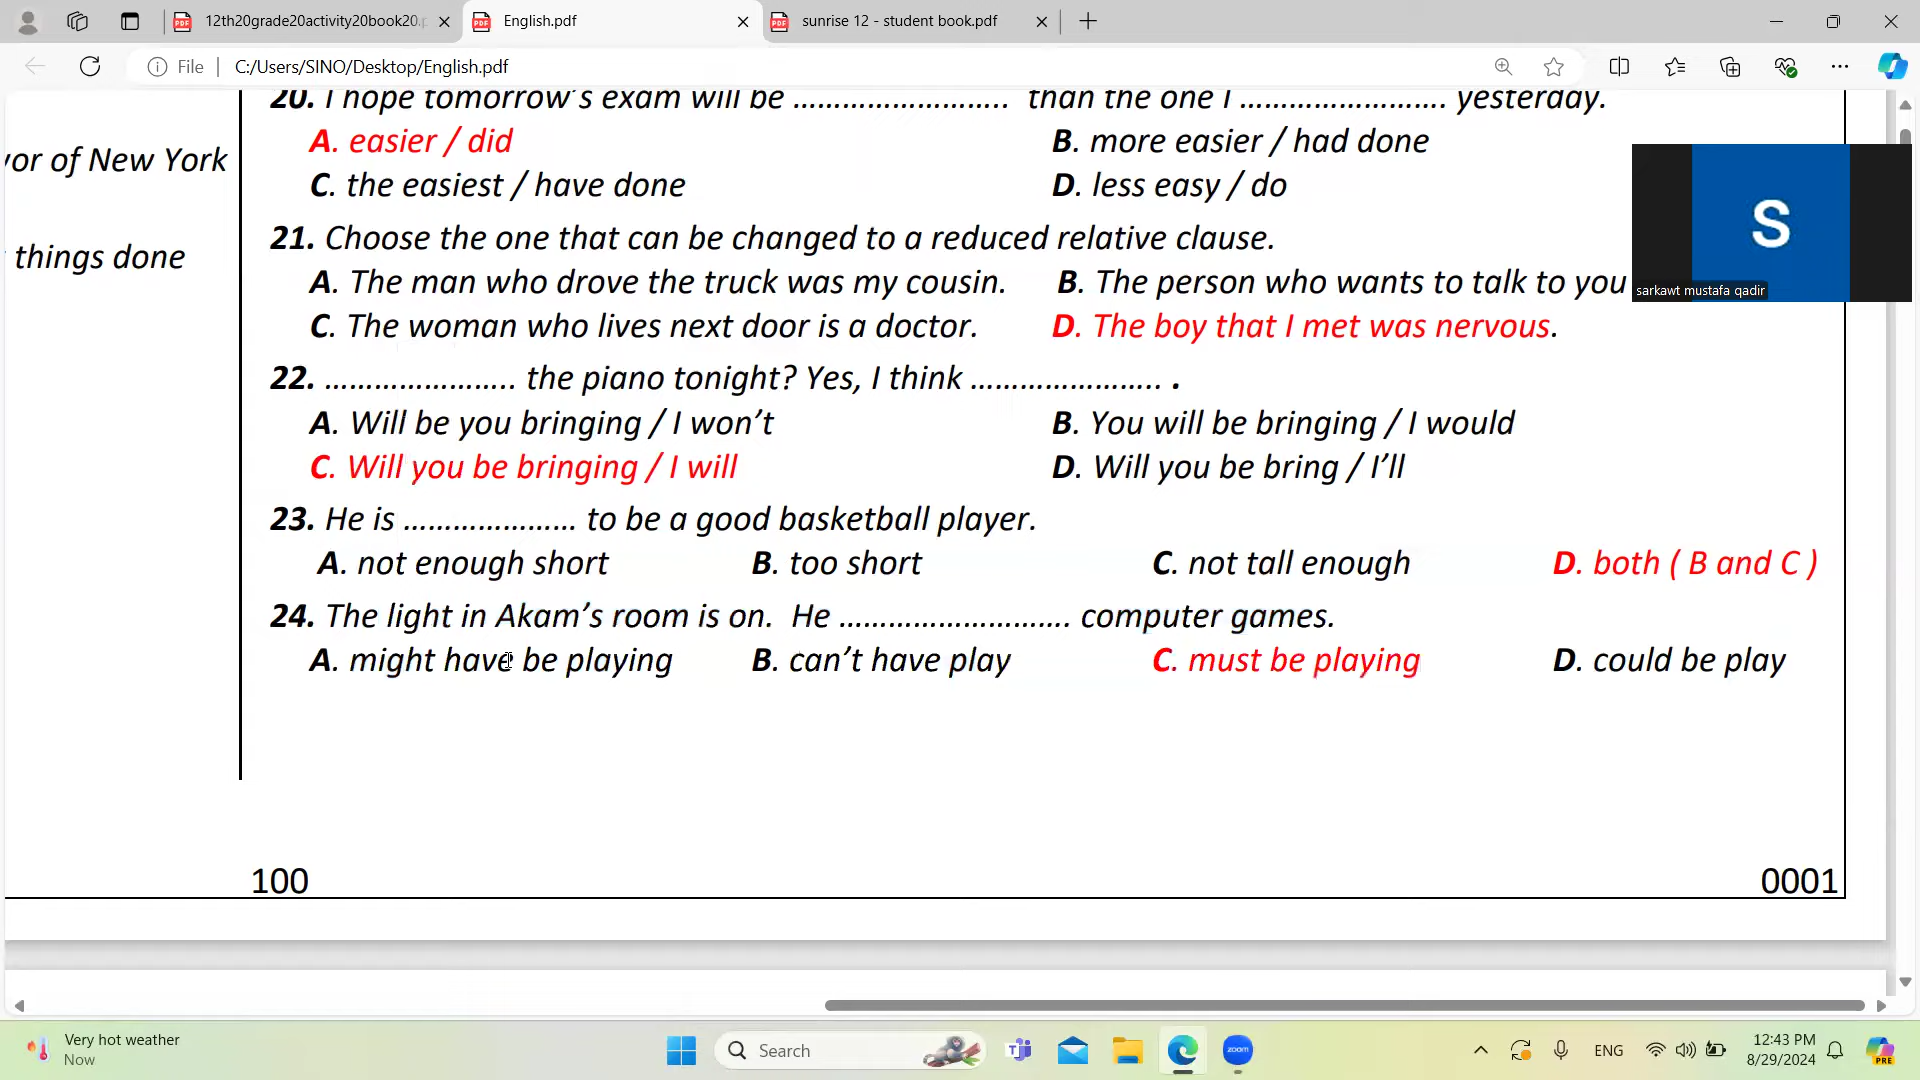 12th20grade20activity20book20.p
English.pdf
sunrise 12 - student book.pdf
File
C:/Users/SINO/Desktop/English.pdf
20. I hope tomorrow's exam will be ........................ than the one I ........................ yesterday.
A. easier / did
B. more easier / had done
yor of New York
C. the easiest / have done
D. less easy / do
S
21. Choose the one that can be changed to a reduced relative clause.
things done
A. The man who drove the truck was my cousin.
B. The person who wants to talk to you
sarkawt mustafa qadir
C. The woman who lives next door is a doctor.
D. The boy that I met was nervous.
22. ...................... the piano tonight? Yes, I think ...................... .
A. Will be you bringing / I won't
B. You will be bringing / I would
C. Will you be bringing / I will
D. Will you be bring / I'll
23. He is ..................... to be a good basketball player.
A. not enough short
B. too short
C. not tall enough
D. both ( B and C )
24. The light in Akam's room is on. He ........................... computer games.
A. might have be playing
B. can't have play
C. must be playing
D. could be play
100
0001
Very hot weather
Now
Search
zoom
ENG
12:43 PM
8/29/2024
PRE